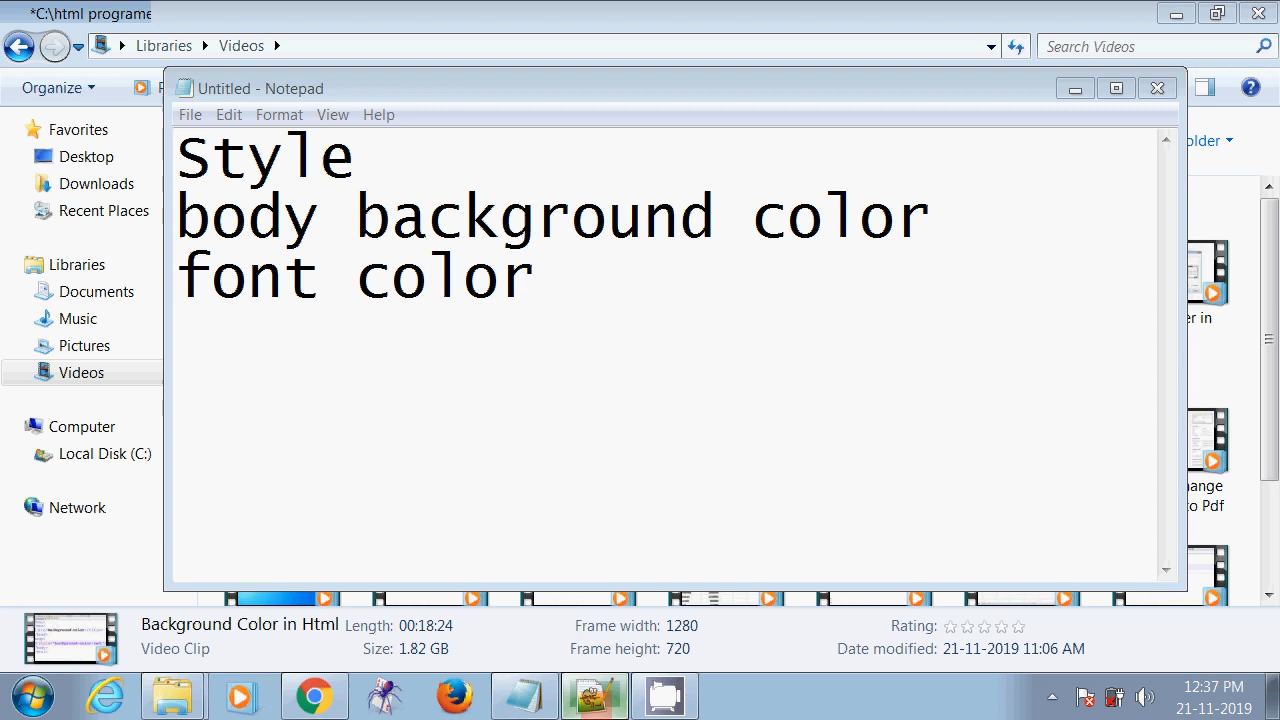 *C:\html programe
Libraries Videos
Search Videos
Organize
Untitled - Notepad
File Edit Format View Help
Style
body background color
font color
Favorites
Desktop
Downloads
Recent Places
Libraries
Documents
Music
Pictures
Videos
Computer
Local Disk (C:)
Network
older
er in
ange
o Pdf
Background Color in Html
Video Clip
Length: 00:18:24
Size: 1.82 GB
Frame width: 1280
Frame height: 720
Rating:
Date modified: 21-11-2019 11:06 AM
12:37 PM
21-11-2019